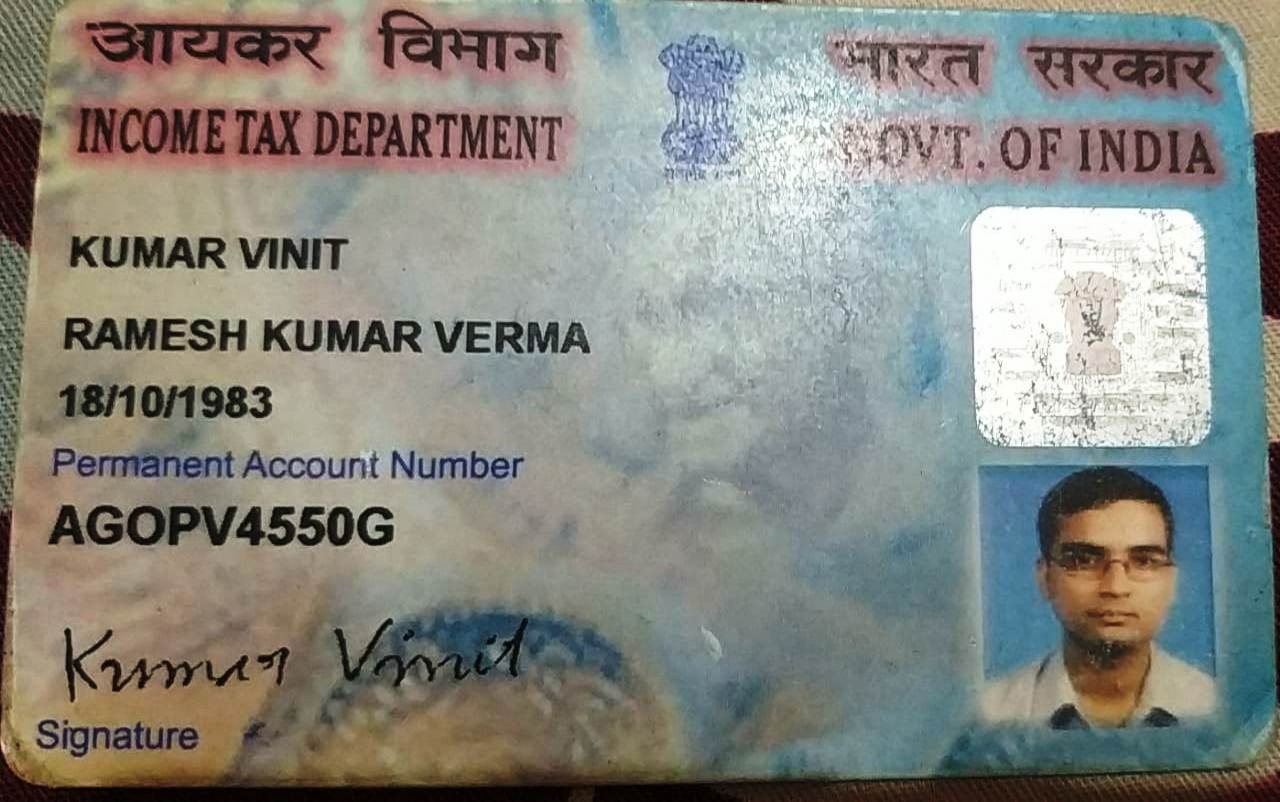 आयकर विभाग
भारत सरकार
INCOME TAX DEPARTMENT
GOVT. OF INDIA
KUMAR VINIT
RAMESH KUMAR VERMA
18/10/1983
Permanent Account Number
AGOPV4550G
Kumar Vinit
Signature